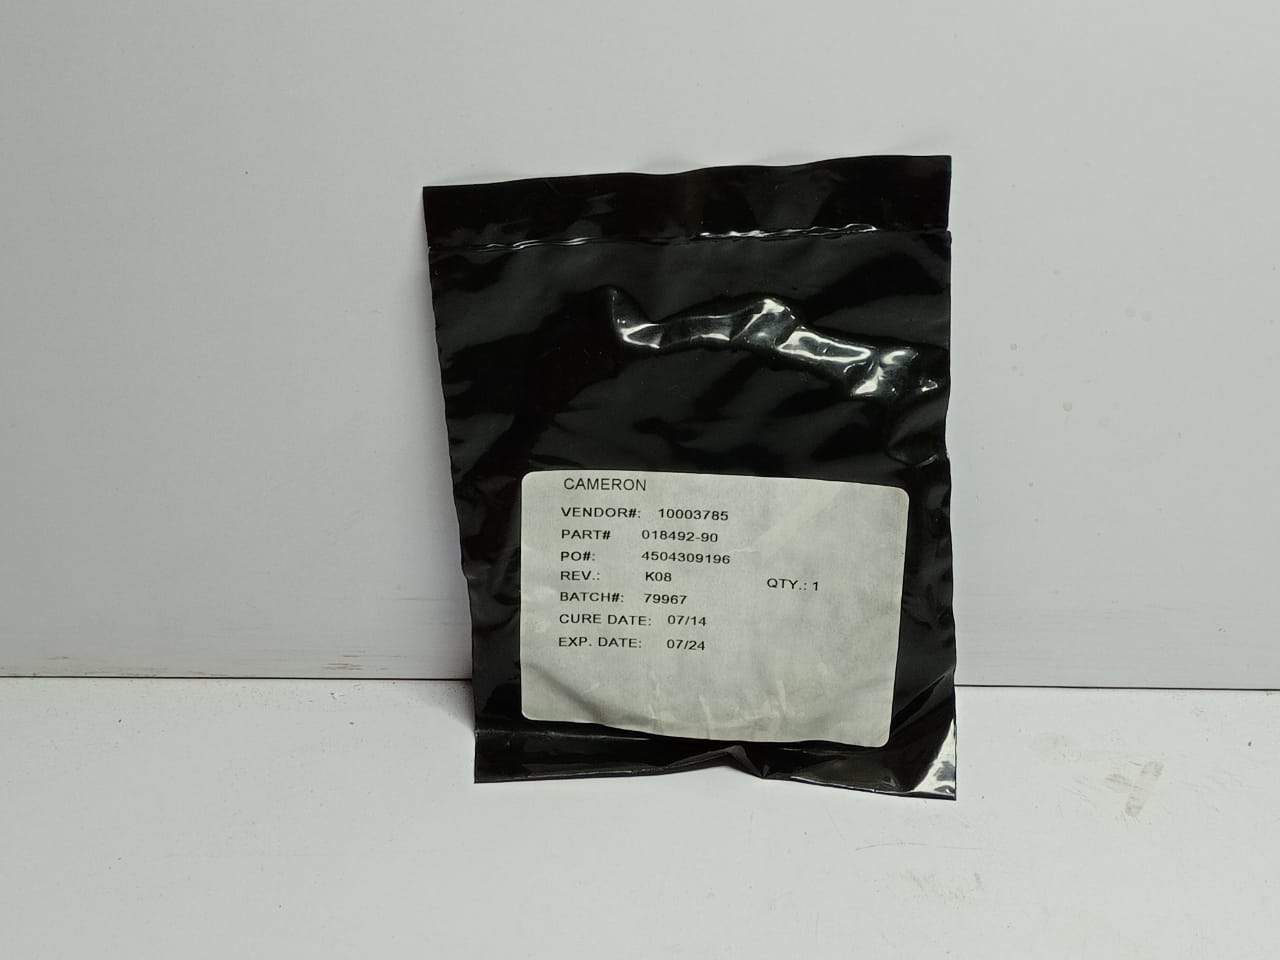 CAMERON
VENDOR#: 10003785
PART# 018492-90
PO#: 4504309196
REV.: K08 QTY.: 1
BATCH#: 79967
CURE DATE: 07/14
EXP. DATE: 07/24